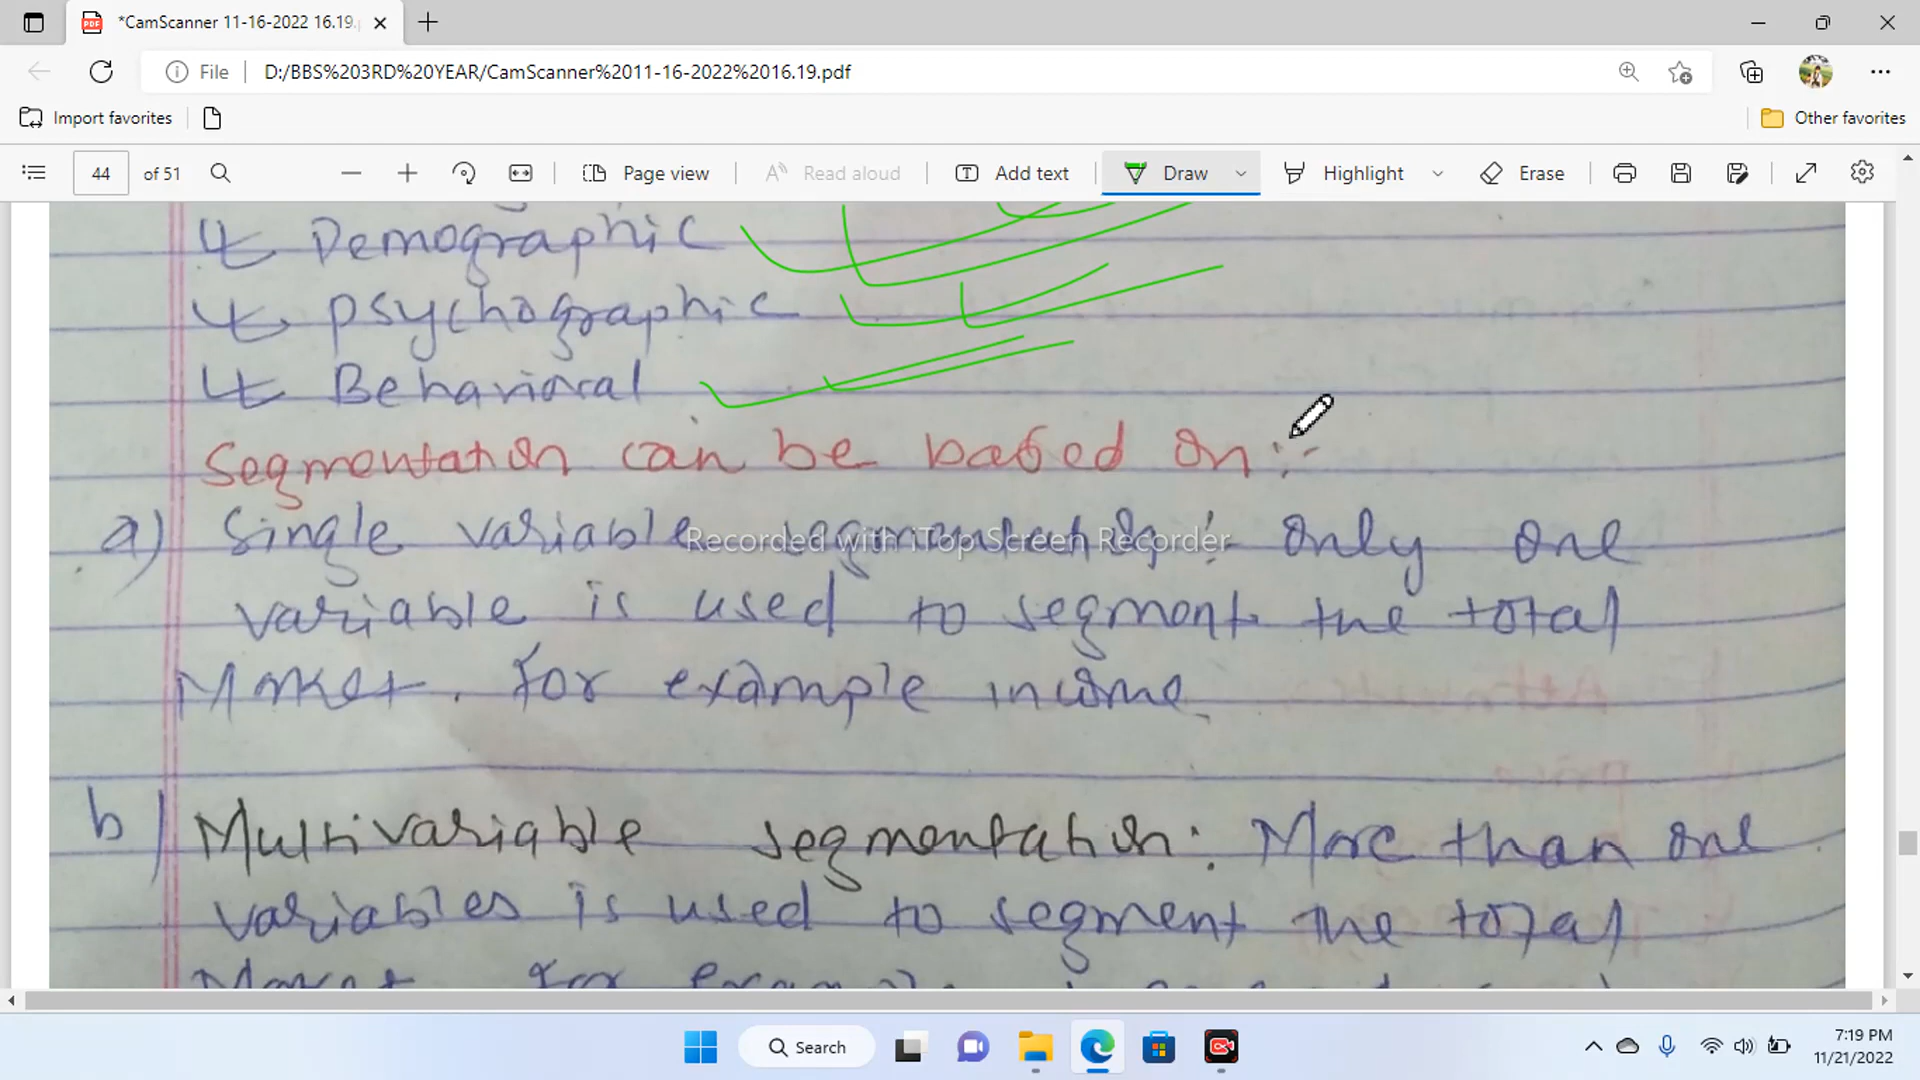 *CamScanner 11-16-2022 16.19.
File
D:/BBS%203RD%20YEAR/CamScanner%2011-16-2022%2016.19.pdf
Import favorites
Other favorites
44 of 51
Page view
Read aloud
Add text
Draw
Highlight
Erase
Demographic
Psychographic
Behavioral
Segmentation can be based on :-
a) Single variable segmentation : only one
variable is used to segment the total
Market. for example income
Recorded with iTop Screen Recorder
b) Multivariable segmentation : More than one
variables is used to segment the total
Market for example
Search
7:19 PM
11/21/2022